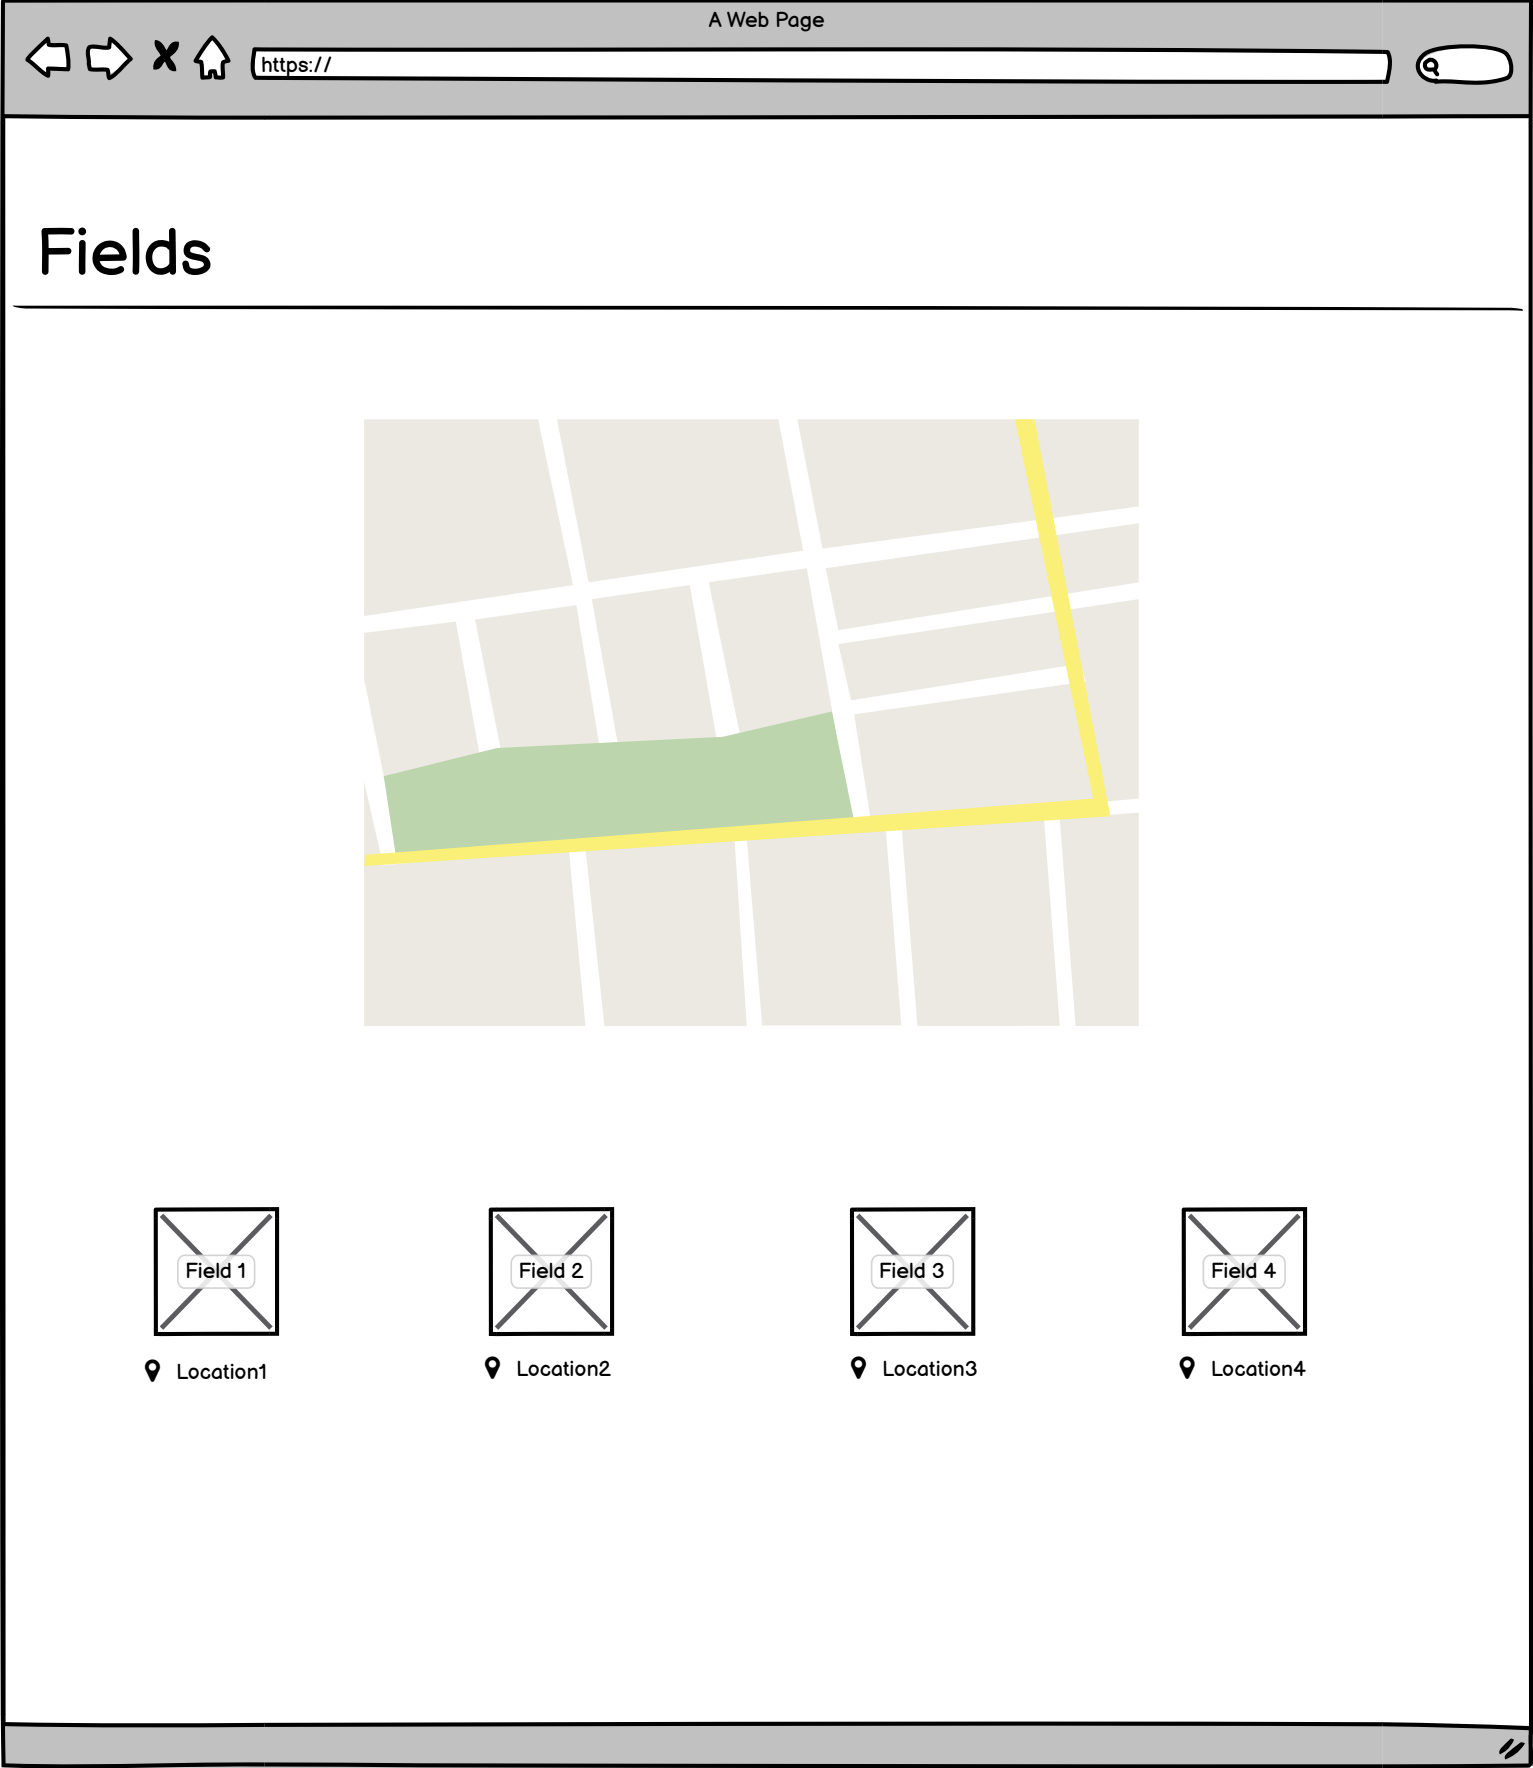 A Web Page
https://
Fields
Field 1
Field 2
Field 3
Field 4
Location1
Location2
Location3
Location4